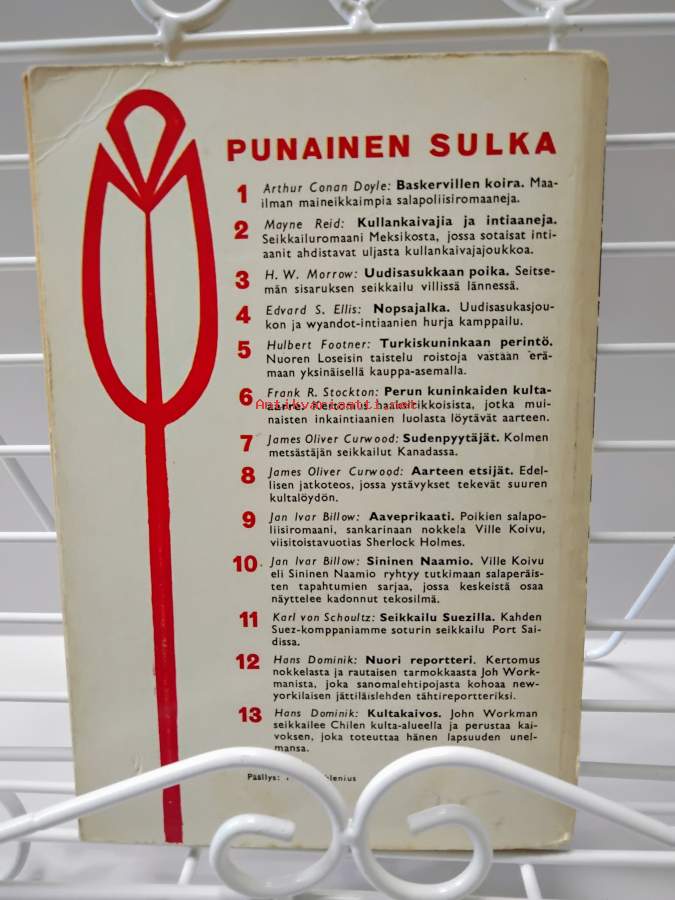 PUNAINEN SULKA
1 Arthur Conan Doyle: Baskervillen koira. Maa-
ilman maineikkaimpia salapoliisiromaaneja.
2 Mayne Reid: Kullankaivajia ja intiaaneja.
Seikkailuromaani Meksikosta, jossa sotaisat inti-
aanit ahdistavat uljasta kullankaivajajoukkoa.
3 H. W. Morrow: Uudisasukkaan poika. Seitse-
män sisaruksen seikkailu villissä lännessä.
4 Edvard S. Ellis: Nopsajalka. Uudisasukasjou-
kon ja wyandot-intiaanien hurja kamppailu.
5 Hulbert Footner: Turkiskuninkaan perintö.
Nuoren Loseisin taistelu roistoja vastaan erä-
maan yksinäisellä kauppa-asemalla.
6 Frank R. Stockton: Perun kuninkaiden kulta-
aarre. Kertomus haaksirikkoisista, jotka mui-
naisten inkaintiaanien luolasta löytävät aarteen.
7 James Oliver Curwood: Sudenpyytäjät. Kolmen
metsästäjän seikkailut Kanadassa.
8 James Oliver Curwood: Aarteen etsijät. Edel-
lisen jatkoteos, jossa ystävykset tekevät suuren
kultalöydön.
9 Jan Ivar Billow: Aaveprikaati. Poikien salapo-
liisiromaani, sankarinaan nokkela Ville Koivu,
viisitoistavuotias Sherlock Holmes.
10 Jan Ivar Billow: Sininen Naamio. Ville Koivu
eli Sininen Naamio ryhtyy tutkimaan salaperäis-
ten tapahtumien sarjaa, jossa keskeistä osaa
näyttelee kadonnut tekosilmä.
11 Karl von Schoultz: Seikkailu Suezilla. Kahden
Suez-komppaniamme soturin seikkailu Port Sai-
dissa.
12 Hans Dominik: Nuori reportteri. Kertomus
nokkelasta ja rautaisen tarmokkaasta Joh Work-
manista, joka sanomalehtipojasta kohoaa new-
yorkilaisen jättiläislehden tähtireportteriksi.
13 Hans Dominik: Kultakaivos. John Workman
seikkailee Chilen kulta-alueella ja perustaa kai-
voksen, joka toteuttaa hänen lapsuuden unel-
mansa.
Päällys: